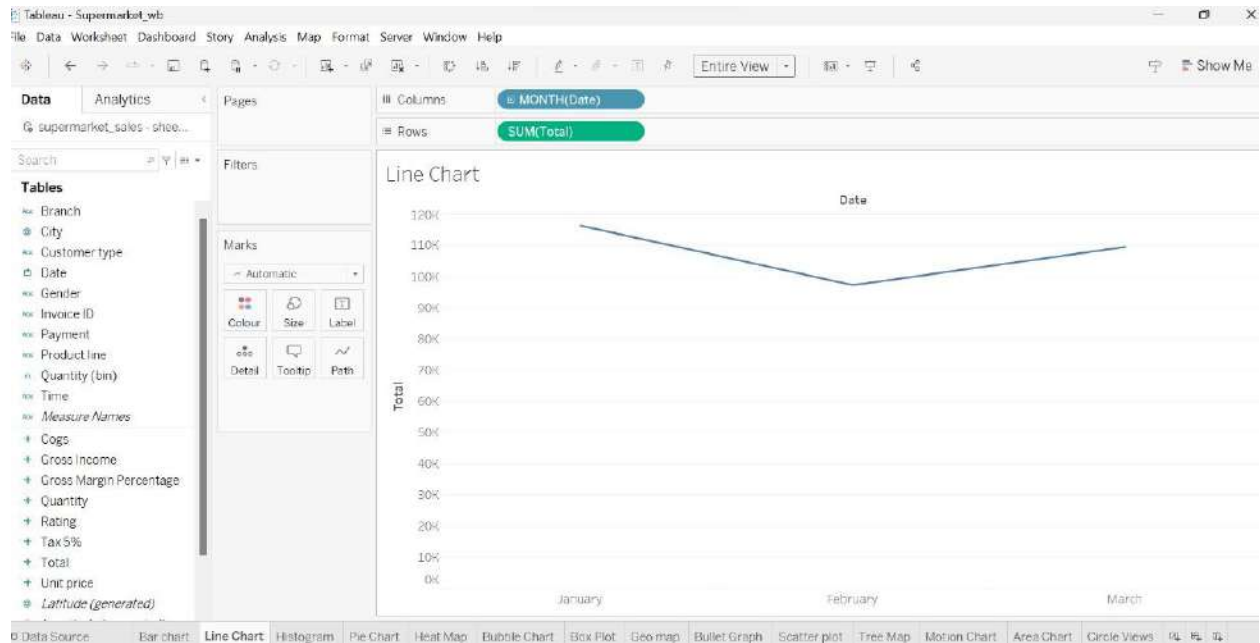 Tableau - Supermarket_wb
File Data Worksheet Dashboard Story Analysis Map Format Server Window Help
Entire View
Show Me
Data Analytics
Pages
Columns
MONTH(Date)
supermarket_sales - shee...
Rows
SUM(Total)
Search
Filters
Line Chart
Tables
Date
Branch
City
Customer type
Date
Gender
Invoice ID
Payment
Product line
Quantity (bin)
Time
Measure Names
Cogs
Gross Income
Gross Margin Percentage
Quantity
Rating
Tax 5%
Total
Unit price
Latitude (generated)
Marks
Automatic
Colour Size Label
Detail Tooltip Path
Total
120K
110K
100K
90K
80K
70K
60K
50K
40K
30K
20K
10K
0K
January February March
Data Source Bar chart Line Chart Histogram Pie Chart Heat Map Bubble Chart Box Plot Geo map Bullet Graph Scatter plot Tree Map Motion Chart Area Chart Circle Views